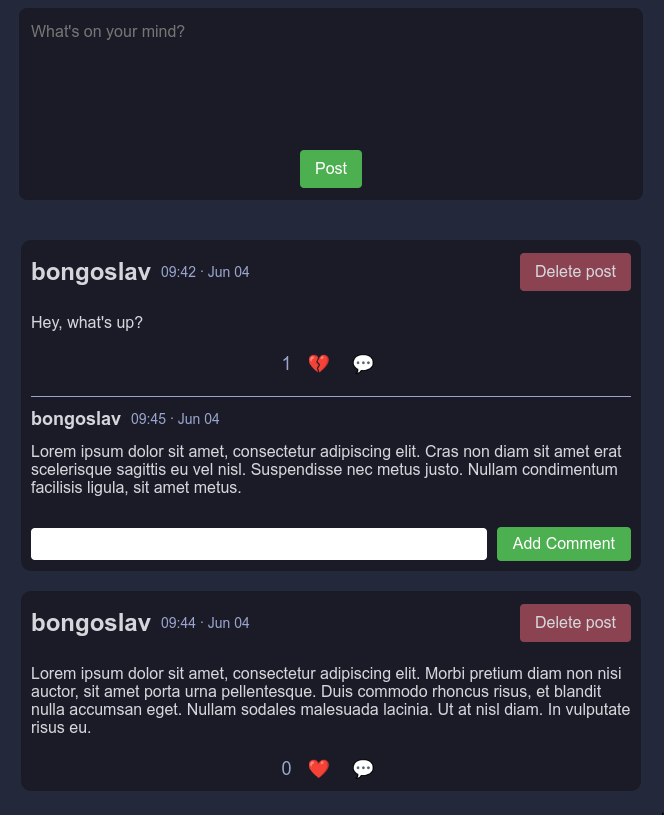 What's on your mind?
Post
bongoslav 09:42 · Jun 04 Delete post
Hey, what's up?
1
bongoslav 09:45 · Jun 04
Lorem ipsum dolor sit amet, consectetur adipiscing elit. Cras non diam sit amet erat
scelerisque sagittis eu vel nisl. Suspendisse nec metus justo. Nullam condimentum
facilisis ligula, sit amet metus.
Add Comment
bongoslav 09:44 · Jun 04 Delete post
Lorem ipsum dolor sit amet, consectetur adipiscing elit. Morbi pretium diam non nisi
auctor, sit amet porta urna pellentesque. Duis commodo rhoncus risus, et blandit
nulla accumsan eget. Nullam sodales malesuada lacinia. Ut at nisl diam. In vulputate
risus eu.
0